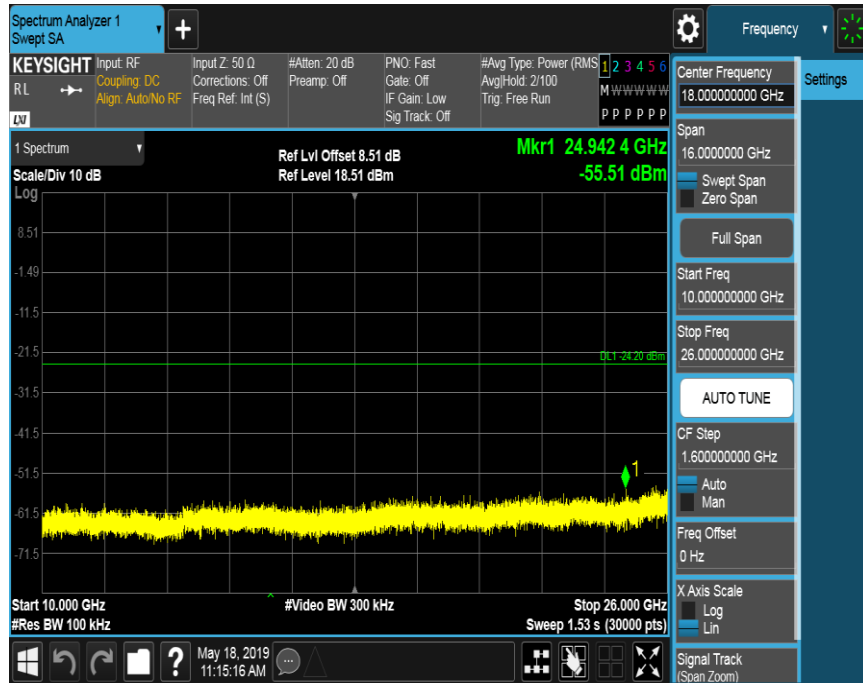 Spectrum Analyzer 1
Swept SA
+
Frequency
KEYSIGHT
RL
LXI
Input: RF
Coupling: DC
Align: Auto/No RF
Input Z: 50 Ω
Corrections: Off
Freq Ref: Int (S)
#Atten: 20 dB
Preamp: Off
PNO: Fast
Gate: Off
IF Gain: Low
Sig Track: Off
#Avg Type: Power (RMS
Avg|Hold: 2/100
Trig: Free Run
1 2 3 4 5 6
M W W W W W
P P P P P P
1 Spectrum
Scale/Div 10 dB
Log
Ref Lvl Offset 8.51 dB
Ref Level 18.51 dBm
Mkr1 24.942 4 GHz
-55.51 dBm
8.51
-1.49
-11.5
-21.5
DL1 -24.20 dBm
-31.5
-41.5
-51.5
1
-61.5
-71.5
Start 10.000 GHz
#Res BW 100 kHz
#Video BW 300 kHz
Stop 26.000 GHz
Sweep 1.53 s (30000 pts)
?
May 18, 2019
11:15:16 AM
Center Frequency
18.000000000 GHz
Settings
Span
16.0000000 GHz
Swept Span
Zero Span
Full Span
Start Freq
10.000000000 GHz
Stop Freq
26.000000000 GHz
AUTO TUNE
CF Step
1.600000000 GHz
Auto
Man
Freq Offset
0 Hz
X Axis Scale
Log
Lin
Signal Track
(Span Zoom)